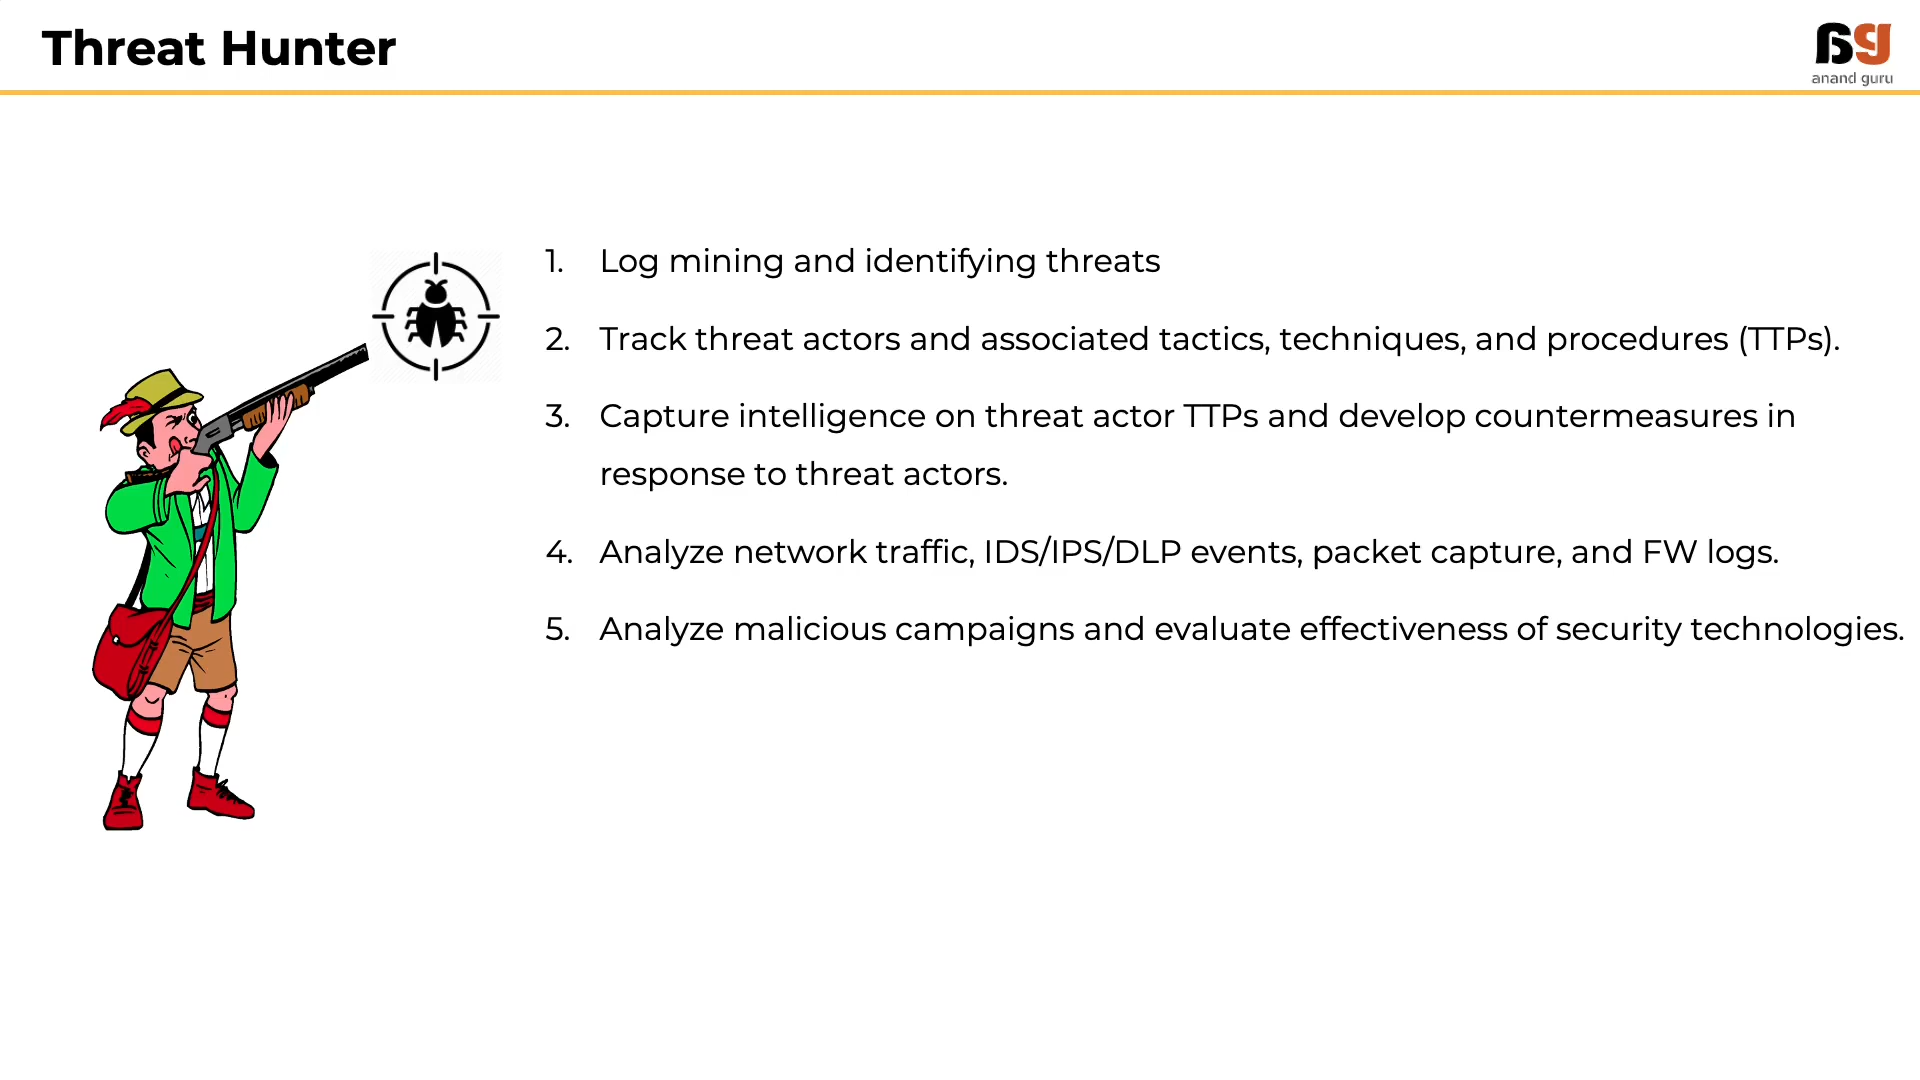 Threat Hunter
anand guru
1. Log mining and identifying threats
2. Track threat actors and associated tactics, techniques, and procedures (TTPs).
3. Capture intelligence on threat actor TTPs and develop countermeasures in
response to threat actors.
4. Analyze network traffic, IDS/IPS/DLP events, packet capture, and FW logs.
5. Analyze malicious campaigns and evaluate effectiveness of security technologies.